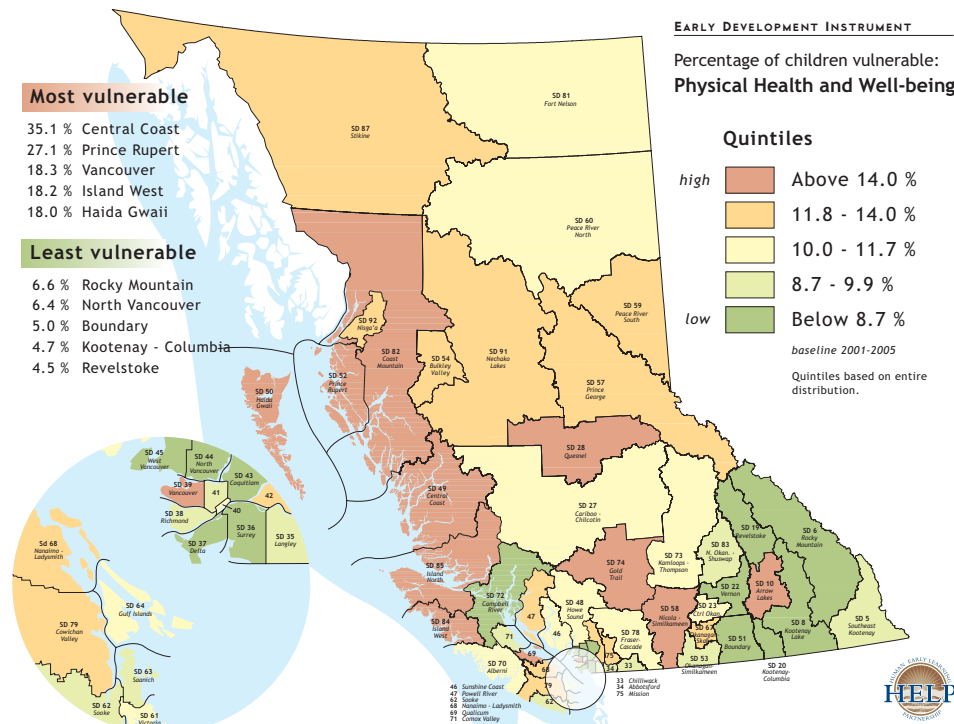 EARLY DEVELOPMENT INSTRUMENT
Percentage of children vulnerable:
Physical Health and Well-being
Most vulnerable
35.1 % Central Coast
27.1 % Prince Rupert
18.3 % Vancouver
18.2 % Island West
18.0 % Haida Gwaii
Least vulnerable
6.6 % Rocky Mountain
6.4 % North Vancouver
5.0 % Boundary
4.7 % Kootenay - Columbia
4.5 % Revelstoke
Quintiles
high
Above 14.0 %
11.8 - 14.0 %
10.0 - 11.7 %
8.7 - 9.9 %
low
Below 8.7 %
baseline 2001-2005
Quintiles based on entire
distribution.
SD 81
Fort Nelson
SD 87
Stikine
SD 60
Peace River
North
SD 59
Peace River
South
SD 92
Nisga'a
SD 82
Coast
Mountain
SD 54
Bulkley
Valley
SD 91
Nechako
Lakes
SD 52
Prince
Rupert
SD 50
Haida
Gwaii
SD 57
Prince
George
SD 28
Quesnel
SD 49
Central
Coast
SD 27
Cariboo -
Chilcotin
SD 19
Revelstoke
SD 6
Rocky
Mountain
SD 83
N. Okan. -
Shuswap
SD 73
Kamloops -
Thompson
SD 74
Gold
Trail
SD 85
Island
North
SD 72
Campbell
River
SD 84
Island
West
SD 22
Vernon
SD 10
Arrow
Lakes
SD 48
Howe
Sound
SD 58
Nicola -
Similkameen
SD 23
Ctrl Okan.
SD 67
Okanagan-
Skaha
SD 5
Southeast
Kootenay
SD 8
Kootenay
Lake
SD 51
Boundary
SD 78
Fraser-
Cascade
SD 53
Okanagan-
Similkameen
SD 20
Kootenay-
Columbia
SD 70
Alberni
47
46
71
69
68
79
62
75
34
33
46 Sunshine Coast
47 Powell River
62 Sooke
68 Nanaimo - Ladysmith
69 Qualicum
71 Comox Valley
33 Chilliwack
34 Abbotsford
75 Mission
SD 45
West
Vancouver
SD 44
North
Vancouver
SD 43
Coquitlam
SD 39
Vancouver
41
42
40
SD 38
Richmond
SD 36
Surrey
SD 35
Langley
SD 37
Delta
Sd 68
Nanaimo -
Ladysmith
SD 64
Gulf Islands
SD 79
Cowichan
Valley
SD 63
Saanich
SD 62
Sooke
SD 61
Victoria
HUMAN EARLY LEARNING
HELP
PARTNERSHIP